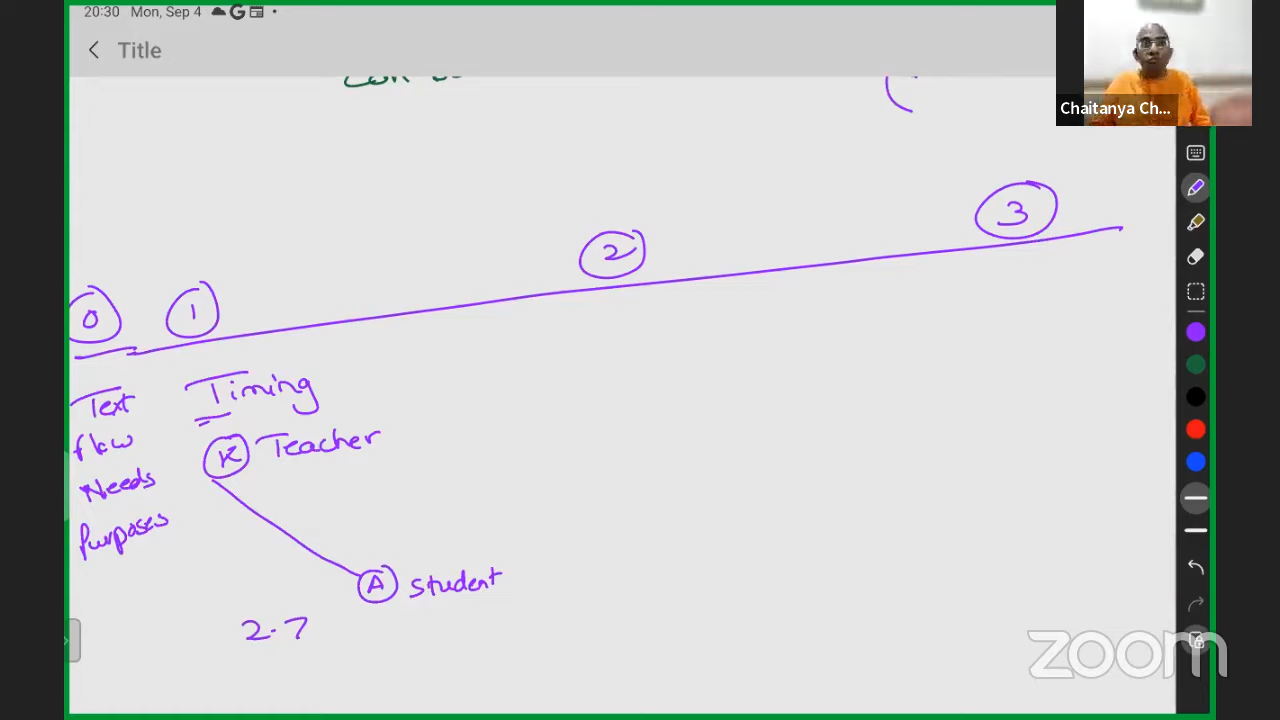 20:30 Mon, Sep 4
Title
Chaitanya Ch...
3
2
0 1
Text
flow
Needs
Purposes
Timing
K Teacher
A Student
2.7
zoom